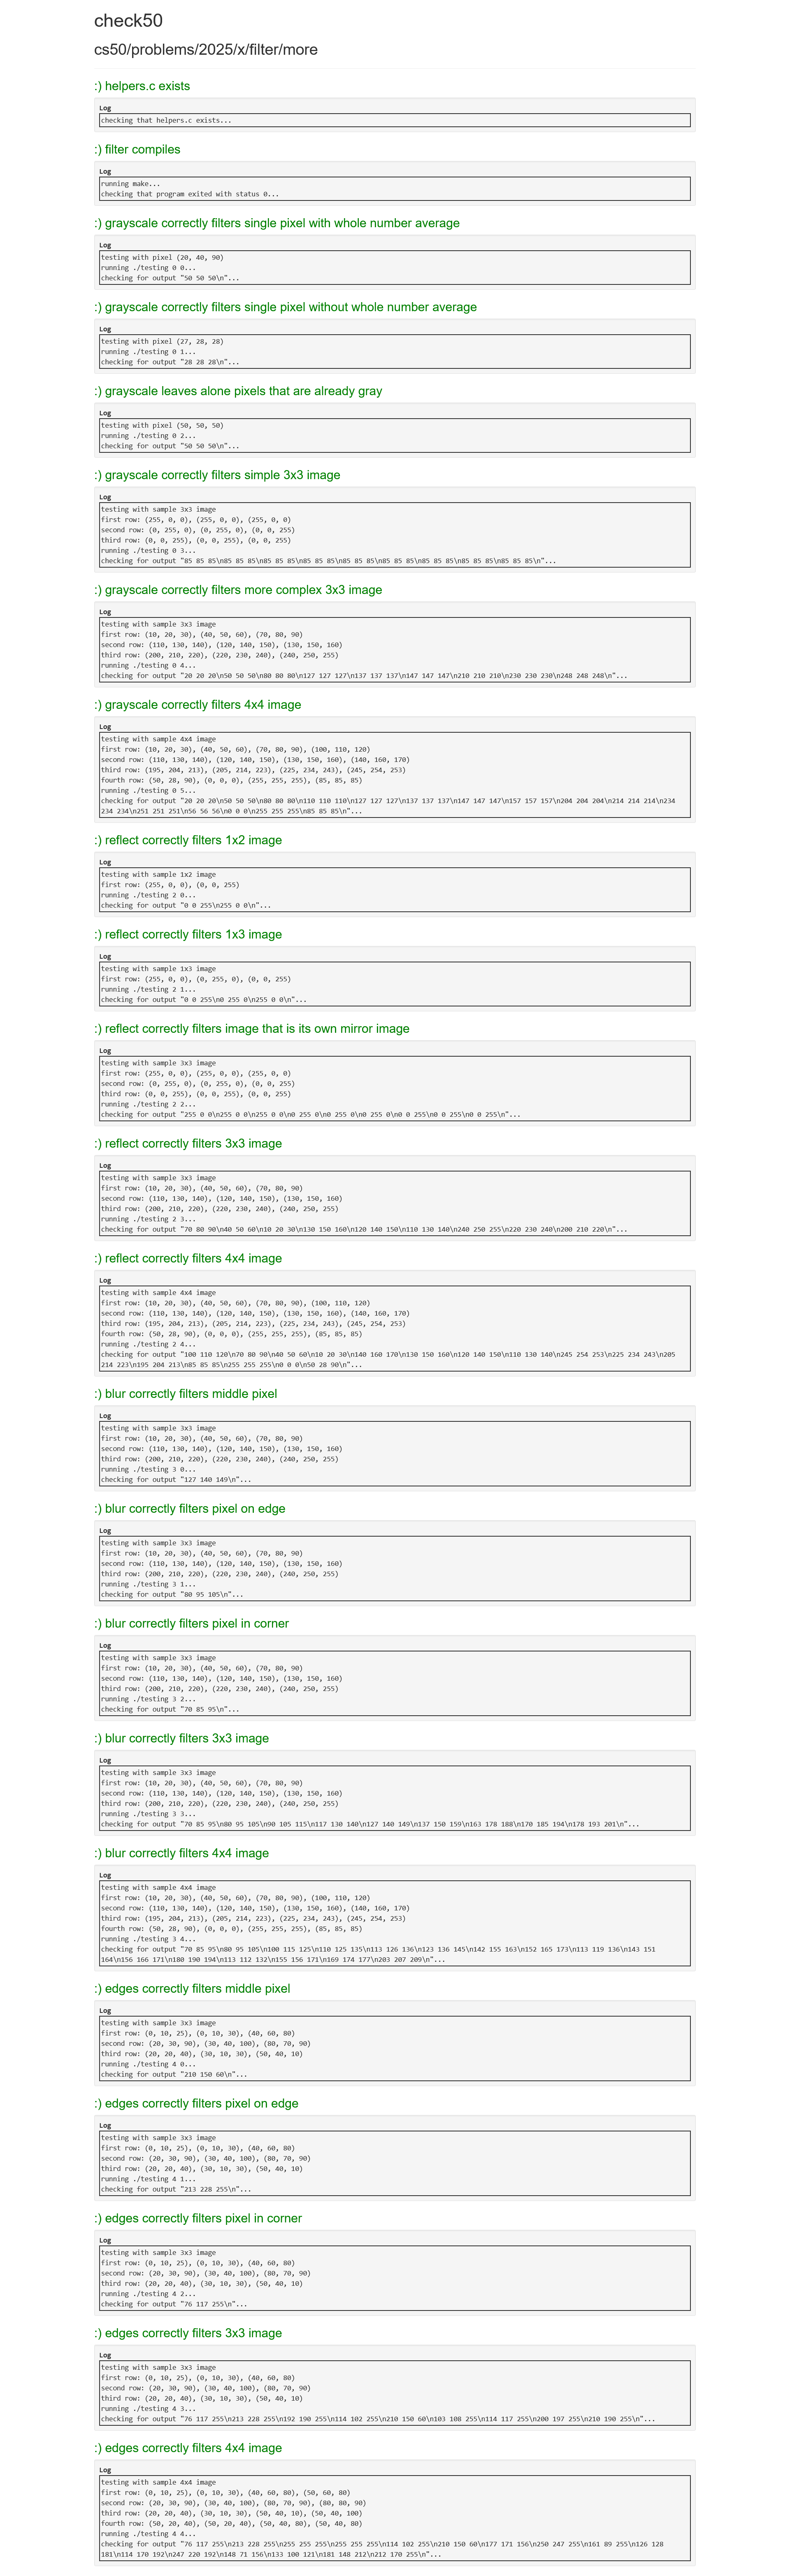 check50
cs50/problems/2025/x/filter/more
:) helpers.c exists
Log
checking that helpers.c exists...
:) filter compiles
Log
running make...
checking that program exited with status 0...
:) grayscale correctly filters single pixel with whole number average
Log
testing with pixel (20, 40, 90)
running ./testing 0 0...
checking for output "50 50 50\n"...
:) grayscale correctly filters single pixel without whole number average
Log
testing with pixel (27, 28, 28)
running ./testing 0 1...
checking for output "28 28 28\n"...
:) grayscale leaves alone pixels that are already gray
Log
testing with pixel (50, 50, 50)
running ./testing 0 2...
checking for output "50 50 50\n"...
:) grayscale correctly filters simple 3x3 image
Log
testing with sample 3x3 image
first row: (255, 0, 0), (255, 0, 0), (255, 0, 0)
second row: (0, 255, 0), (0, 255, 0), (0, 0, 255)
third row: (0, 0, 255), (0, 0, 255), (0, 0, 255)
running ./testing 0 3...
checking for output "85 85 85\n85 85 85\n85 85 85\n85 85 85\n85 85 85\n85 85 85\n85 85 85\n85 85 85\n85 85 85\n"...
:) grayscale correctly filters more complex 3x3 image
Log
testing with sample 3x3 image
first row: (10, 20, 30), (40, 50, 60), (70, 80, 90)
second row: (110, 130, 140), (120, 140, 150), (130, 150, 160)
third row: (200, 210, 220), (220, 230, 240), (240, 250, 255)
running ./testing 0 4...
checking for output "20 20 20\n50 50 50\n80 80 80\n127 127 127\n137 137 137\n147 147 147\n210 210 210\n230 230 230\n248 248 248\n"...
:) grayscale correctly filters 4x4 image
Log
testing with sample 4x4 image
first row: (10, 20, 30), (40, 50, 60), (70, 80, 90), (100, 110, 120)
second row: (110, 130, 140), (120, 140, 150), (130, 150, 160), (140, 160, 170)
third row: (195, 204, 213), (205, 214, 223), (225, 234, 243), (245, 254, 253)
fourth row: (50, 28, 90), (0, 0, 0), (255, 255, 255), (85, 85, 85)
running ./testing 0 5...
checking for output "20 20 20\n50 50 50\n80 80 80\n110 110 110\n127 127 127\n137 137 137\n147 147 147\n157 157 157\n204 204 204\n214 214 214\n234
234 234\n251 251 251\n56 56 56\n0 0 0\n255 255 255\n85 85 85\n"...
:) reflect correctly filters 1x2 image
Log
testing with sample 1x2 image
first row: (255, 0, 0), (0, 0, 255)
running ./testing 2 0...
checking for output "0 0 255\n255 0 0\n"...
:) reflect correctly filters 1x3 image
Log
testing with sample 1x3 image
first row: (255, 0, 0), (0, 255, 0), (0, 0, 255)
running ./testing 2 1...
checking for output "0 0 255\n0 255 0\n255 0 0\n"...
:) reflect correctly filters image that is its own mirror image
Log
testing with sample 3x3 image
first row: (255, 0, 0), (255, 0, 0), (255, 0, 0)
second row: (0, 255, 0), (0, 255, 0), (0, 0, 255)
third row: (0, 0, 255), (0, 0, 255), (0, 0, 255)
running ./testing 2 2...
checking for output "255 0 0\n255 0 0\n255 0 0\n0 255 0\n0 255 0\n0 255 0\n0 0 255\n0 0 255\n0 0 255\n"...
:) reflect correctly filters 3x3 image
Log
testing with sample 3x3 image
first row: (10, 20, 30), (40, 50, 60), (70, 80, 90)
second row: (110, 130, 140), (120, 140, 150), (130, 150, 160)
third row: (200, 210, 220), (220, 230, 240), (240, 250, 255)
running ./testing 2 3...
checking for output "70 80 90\n40 50 60\n10 20 30\n130 150 160\n120 140 150\n110 130 140\n240 250 255\n220 230 240\n200 210 220\n"...
:) reflect correctly filters 4x4 image
Log
testing with sample 4x4 image
first row: (10, 20, 30), (40, 50, 60), (70, 80, 90), (100, 110, 120)
second row: (110, 130, 140), (120, 140, 150), (130, 150, 160), (140, 160, 170)
third row: (195, 204, 213), (205, 214, 223), (225, 234, 243), (245, 254, 253)
fourth row: (50, 28, 90), (0, 0, 0), (255, 255, 255), (85, 85, 85)
running ./testing 2 4...
checking for output "100 110 120\n70 80 90\n40 50 60\n10 20 30\n140 160 170\n130 150 160\n120 140 150\n110 130 140\n245 254 253\n225 234 243\n205
214 223\n195 204 213\n85 85 85\n255 255 255\n0 0 0\n50 28 90\n"...
:) blur correctly filters middle pixel
Log
testing with sample 3x3 image
first row: (10, 20, 30), (40, 50, 60), (70, 80, 90)
second row: (110, 130, 140), (120, 140, 150), (130, 150, 160)
third row: (200, 210, 220), (220, 230, 240), (240, 250, 255)
running ./testing 3 0...
checking for output "127 140 149\n"...
:) blur correctly filters pixel on edge
Log
testing with sample 3x3 image
first row: (10, 20, 30), (40, 50, 60), (70, 80, 90)
second row: (110, 130, 140), (120, 140, 150), (130, 150, 160)
third row: (200, 210, 220), (220, 230, 240), (240, 250, 255)
running ./testing 3 1...
checking for output "80 95 105\n"...
:) blur correctly filters pixel in corner
Log
testing with sample 3x3 image
first row: (10, 20, 30), (40, 50, 60), (70, 80, 90)
second row: (110, 130, 140), (120, 140, 150), (130, 150, 160)
third row: (200, 210, 220), (220, 230, 240), (240, 250, 255)
running ./testing 3 2...
checking for output "70 85 95\n"...
:) blur correctly filters 3x3 image
Log
testing with sample 3x3 image
first row: (10, 20, 30), (40, 50, 60), (70, 80, 90)
second row: (110, 130, 140), (120, 140, 150), (130, 150, 160)
third row: (200, 210, 220), (220, 230, 240), (240, 250, 255)
running ./testing 3 3...
checking for output "70 85 95\n80 95 105\n90 105 115\n117 130 140\n127 140 149\n137 150 159\n163 178 188\n170 185 194\n178 193 201\n"...
:) blur correctly filters 4x4 image
Log
testing with sample 4x4 image
first row: (10, 20, 30), (40, 50, 60), (70, 80, 90), (100, 110, 120)
second row: (110, 130, 140), (120, 140, 150), (130, 150, 160), (140, 160, 170)
third row: (195, 204, 213), (205, 214, 223), (225, 234, 243), (245, 254, 253)
fourth row: (50, 28, 90), (0, 0, 0), (255, 255, 255), (85, 85, 85)
running ./testing 3 4...
checking for output "70 85 95\n80 95 105\n100 115 125\n110 125 135\n113 126 136\n123 136 145\n142 155 163\n152 165 173\n113 119 136\n143 151
164\n156 166 171\n180 190 194\n113 112 132\n155 156 171\n169 174 177\n203 207 209\n"...
:) edges correctly filters middle pixel
Log
testing with sample 3x3 image
first row: (0, 10, 25), (0, 10, 30), (40, 60, 80)
second row: (20, 30, 90), (30, 40, 100), (80, 70, 90)
third row: (20, 20, 40), (30, 10, 30), (50, 40, 10)
running ./testing 4 0...
checking for output "210 150 60\n"...
:) edges correctly filters pixel on edge
Log
testing with sample 3x3 image
first row: (0, 10, 25), (0, 10, 30), (40, 60, 80)
second row: (20, 30, 90), (30, 40, 100), (80, 70, 90)
third row: (20, 20, 40), (30, 10, 30), (50, 40, 10)
running ./testing 4 1...
checking for output "213 228 255\n"...
:) edges correctly filters pixel in corner
Log
testing with sample 3x3 image
first row: (0, 10, 25), (0, 10, 30), (40, 60, 80)
second row: (20, 30, 90), (30, 40, 100), (80, 70, 90)
third row: (20, 20, 40), (30, 10, 30), (50, 40, 10)
running ./testing 4 2...
checking for output "76 117 255\n"...
:) edges correctly filters 3x3 image
Log
testing with sample 3x3 image
first row: (0, 10, 25), (0, 10, 30), (40, 60, 80)
second row: (20, 30, 90), (30, 40, 100), (80, 70, 90)
third row: (20, 20, 40), (30, 10, 30), (50, 40, 10)
running ./testing 4 3...
checking for output "76 117 255\n213 228 255\n192 190 255\n114 102 255\n210 150 60\n103 108 255\n114 117 255\n200 197 255\n210 190 255\n"...
:) edges correctly filters 4x4 image
Log
testing with sample 4x4 image
first row: (0, 10, 25), (0, 10, 30), (40, 60, 80), (50, 60, 80)
second row: (20, 30, 90), (30, 40, 100), (80, 70, 90), (80, 80, 90)
third row: (20, 20, 40), (30, 10, 30), (50, 40, 10), (50, 40, 100)
fourth row: (50, 20, 40), (50, 20, 40), (50, 40, 80), (50, 40, 80)
running ./testing 4 4...
checking for output "76 117 255\n213 228 255\n255 255 255\n255 255 255\n114 102 255\n210 150 60\n177 171 156\n250 247 255\n161 89 255\n126 128
181\n114 170 192\n247 220 192\n148 71 156\n133 100 121\n181 148 212\n212 170 255\n"...